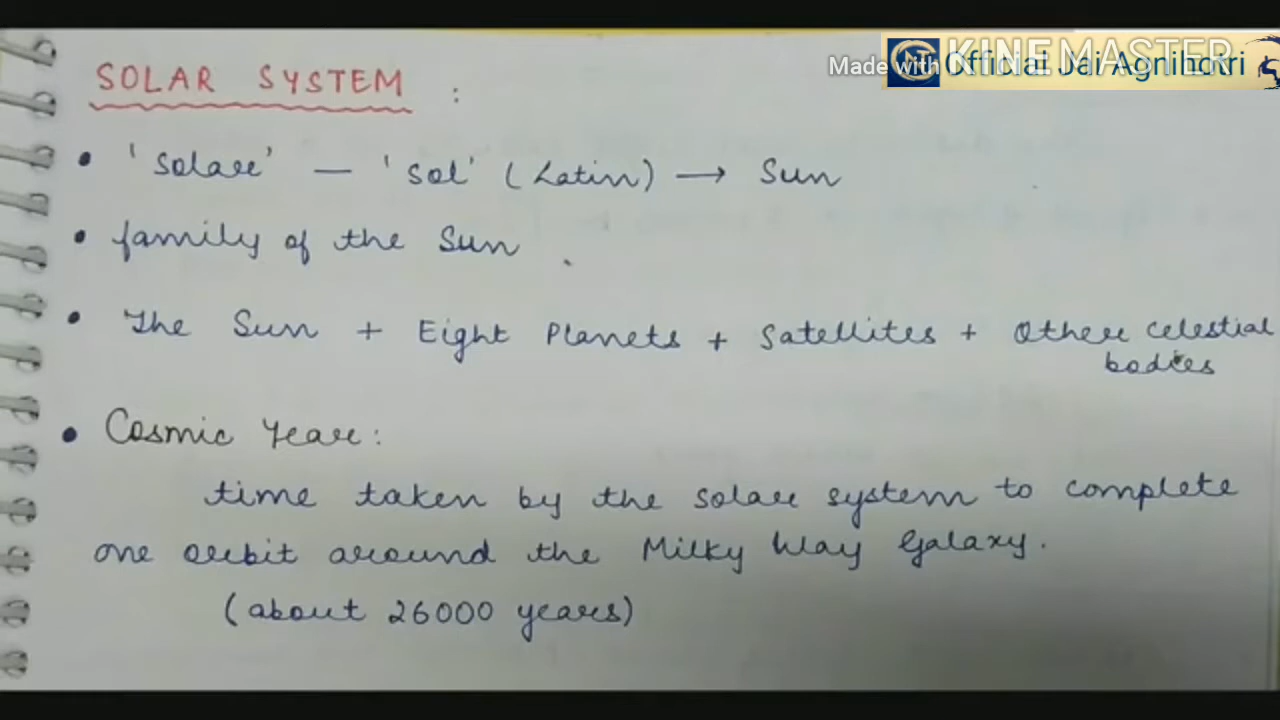 Made with KINEMASTER
Official Jai Agnihotri
SOLAR SYSTEM :
• 'Solar' — 'Sol' (Latin) → Sun
• family of the Sun
• The Sun + Eight Planets + Satellites + Other celestial
bodies
• Cosmic Year:
time taken by the solar system to complete
one orbit around the Milky Way Galaxy.
(about 26000 years)